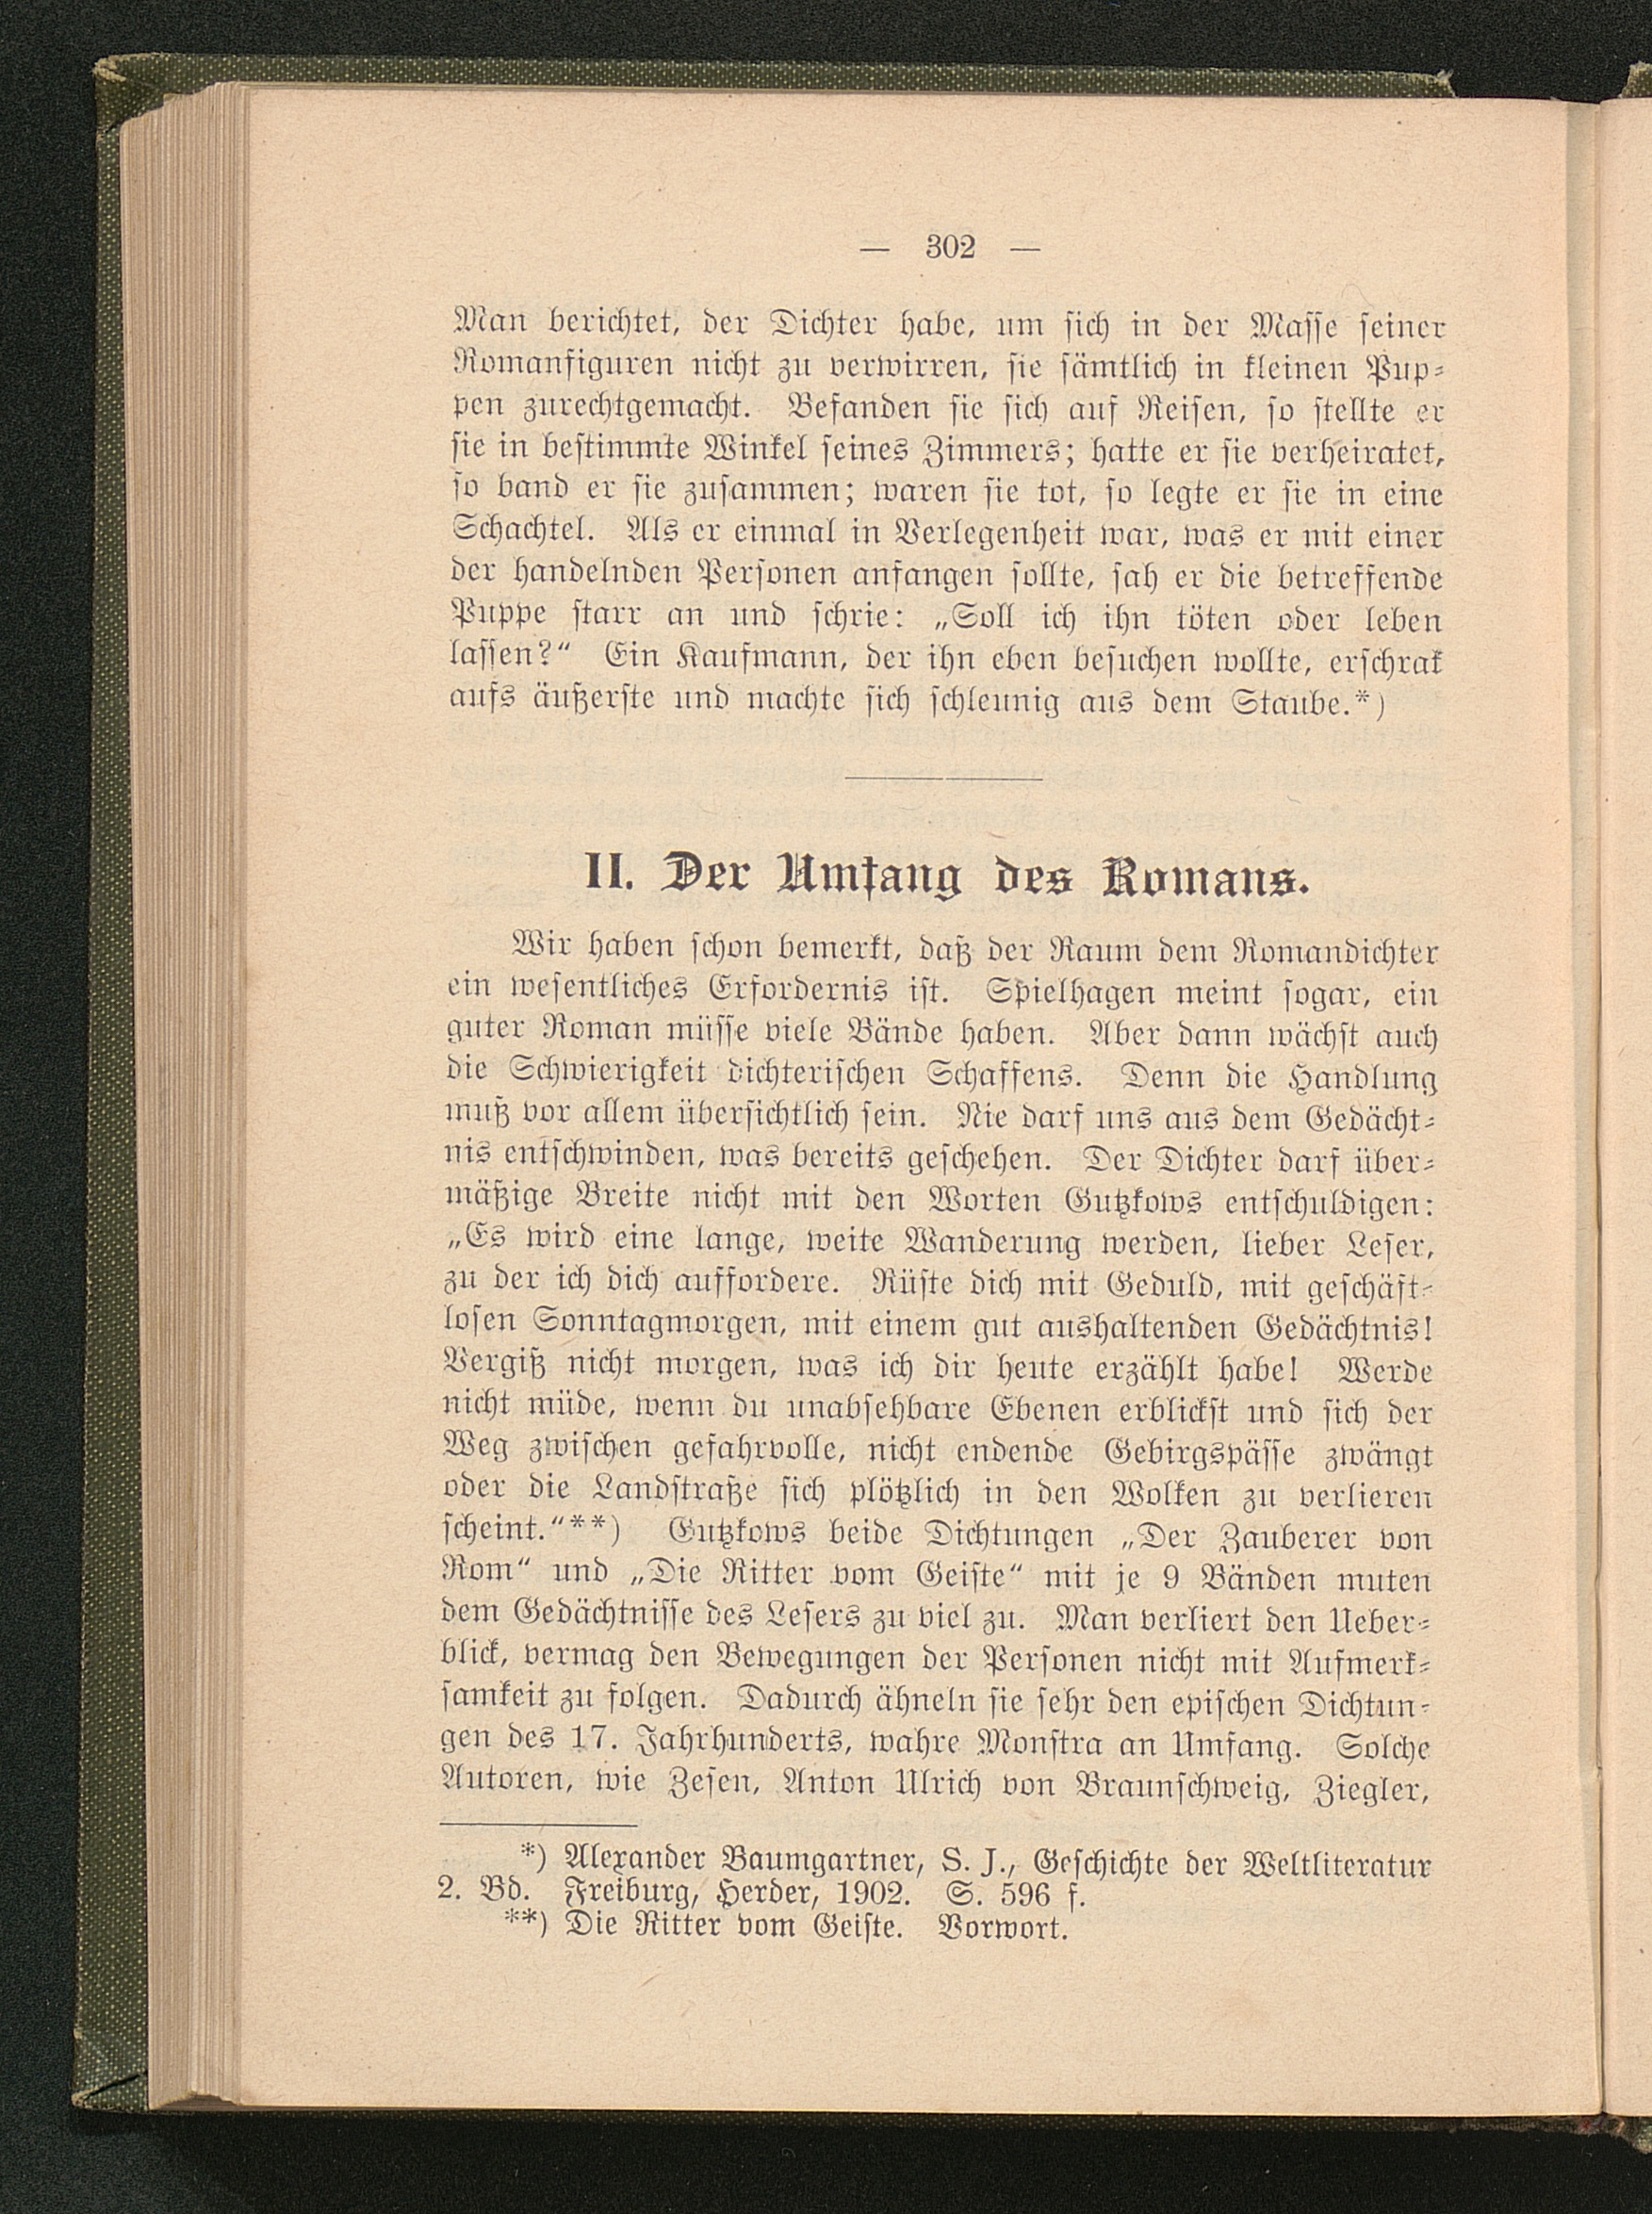 — 302 —
Man berichtet, der Dichter habe, um sich in der Masse seiner
Romanfiguren nicht zu verwirren, sie sämtlich in kleinen Pup-
pen zurechtgemacht. Befanden sie sich auf Reisen, so stellte er
sie in bestimmte Winkel seines Zimmers; hatte er sie verheiratet,
so band er sie zusammen; waren sie tot, so legte er sie in eine
Schachtel. Als er einmal in Verlegenheit war, was er mit einer
der handelnden Personen anfangen sollte, sah er die betreffende
Puppe starr an und schrie: „Soll ich ihn töten oder leben
lassen?“ Ein Kaufmann, der ihn eben besuchen wollte, erschrak
aufs äußerste und machte sich schleunig aus dem Staube.*)
II. Der Umfang des Romans.
Wir haben schon bemerkt, daß der Raum dem Romandichter
ein wesentliches Erfordernis ist. Spielhagen meint sogar, ein
guter Roman müsse viele Bände haben. Aber dann wächst auch
die Schwierigkeit dichterischen Schaffens. Denn die Handlung
muß vor allem übersichtlich sein. Nie darf uns aus dem Gedächt-
nis entschwinden, was bereits geschehen. Der Dichter darf über-
mäßige Breite nicht mit den Worten Gutzkows entschuldigen:
„Es wird eine lange, weite Wanderung werden, lieber Leser,
zu der ich dich auffordere. Rüste dich mit Geduld, mit geschäft-
losen Sonntagmorgen, mit einem gut aushaltenden Gedächtnis!
Vergiß nicht morgen, was ich dir heute erzählt habe! Werde
nicht müde, wenn du unabsehbare Ebenen erblickst und sich der
Weg zwischen gefahrvolle, nicht endende Gebirgspässe zwängt
oder die Landstraße sich plötzlich in den Wolken zu verlieren
scheint.“**) Gutzkows beide Dichtungen „Der Zauberer von
Rom“ und „Die Ritter vom Geiste“ mit je 9 Bänden muten
dem Gedächtnisse des Lesers zu viel zu. Man verliert den Ueber-
blick, vermag den Bewegungen der Personen nicht mit Aufmerk-
samkeit zu folgen. Dadurch ähneln sie sehr den epischen Dichtun-
gen des 17. Jahrhunderts, wahre Monstra an Umfang. Solche
Autoren, wie Zesen, Anton Ulrich von Braunschweig, Ziegler,
*) Alexander Baumgartner, S. J., Geschichte der Weltliteratur
2. Bd. Freiburg, Herder, 1902. S. 596 f.
**) Die Ritter vom Geiste. Vorwort.